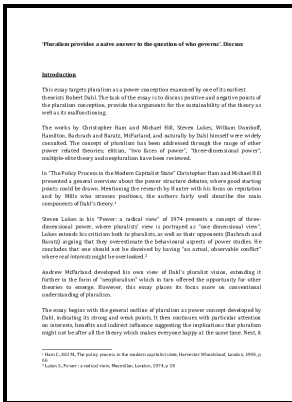 'Pluralism provides a naive answer to the question of who governs'. Discuss
Introduction
This essay targets pluralism as a power conception examined by one of its earliest
theorists Robert Dahl. The task of the essay is to discuss positive and negative points of
the pluralism conception, provide the arguments for the sustainability of the theory as
well as its malfunctioning.
The works by Christopher Ham and Michael Hill, Steven Lukes, William Domhoff,
Hamilton, Bachrach and Baratz, McFarland, and naturally by Dahl himself were widely
consulted. The concept of pluralism has been addressed through the range of other
power related theories; elitism, "two faces of power", "three-dimensional power",
multiple-elite theory and neopluralism have been reviewed.
In "The Policy Process in the Modern Capitalist State" Christopher Ham and Michael Hill
presented a general overview about the power structure debates, where good starting
points could be drawn. Mentioning the research by Hunter with his focus on reputation
and by Mills who stresses positions, the authors fairly well describe the main
components of Dahl's theory.1
Steven Lukes in his "Power: a radical view" of 1974 presents a concept of three-
dimensional power, where pluralists' view is portrayed as "one dimensional view".
Lukes extends his criticism both to pluralists, as well as their opponents (Bachrach and
Baratz) arguing that they overestimate the behavioural aspects of power studies. He
concludes that one should not be deceived by having "an actual, observable conflict"
where real interests might be overlooked.2
Andrew McFarland developed his own view of Dahl's pluralist vision, extending it
further in the form of "neopluralism" which in turn offered the opportunity for other
theories to emerge. However, this essay places its focus more on conventional
understanding of pluralism.
The essay begins with the general outline of pluralism as power concept developed by
Dahl, indicating its strong and weak points. It then continues with particular attention
on interests, benefits and indirect influence suggesting the implications that pluralism
might not be after all the theory which makes everyone happy at the same time. Next, it
1 Ham C., Hill M., The policy process in the modern capitalist state, Harvester Wheatsheaf, London, 1993, p
66
2 Lukes S., Power : a radical view, Macmillan, London, 1974, p 28